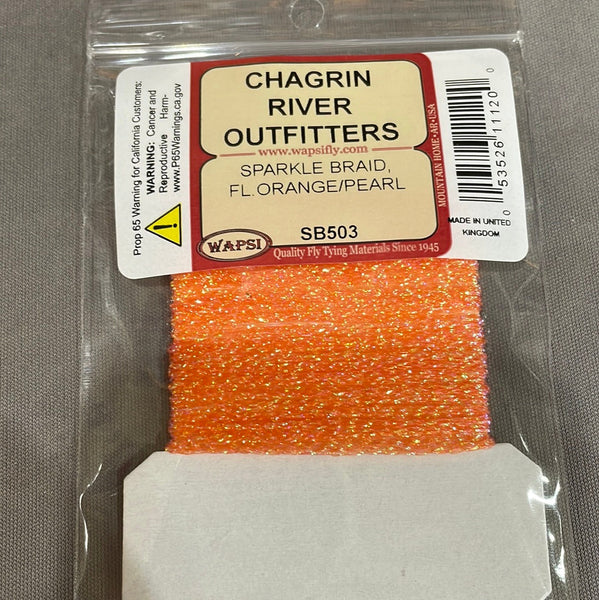 CHAGRIN
RIVER
OUTFITTERS
www.wapsifly.com
SPARKLE BRAID,
FL.ORANGE/PEARL
SB503
WAPSI
Quality Fly Tying Materials Since 1945
MOUNTAIN HOME•AR•USA
Prop 65 Warning for California Customers:
WARNING: Cancer and
Reproductive Harm-
www.P65Warnings.ca.gov
0 53526 11120 0
MADE IN UNITED
KINGDOM